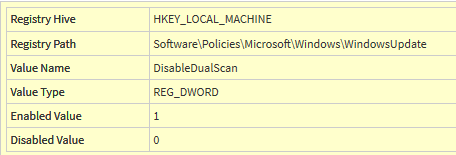 Registry Hive HKEY_LOCAL_MACHINE
Registry Path Software\Policies\Microsoft\Windows\WindowsUpdate
Value Name DisableDualScan
Value Type REG_DWORD
Enabled Value 1
Disabled Value 0